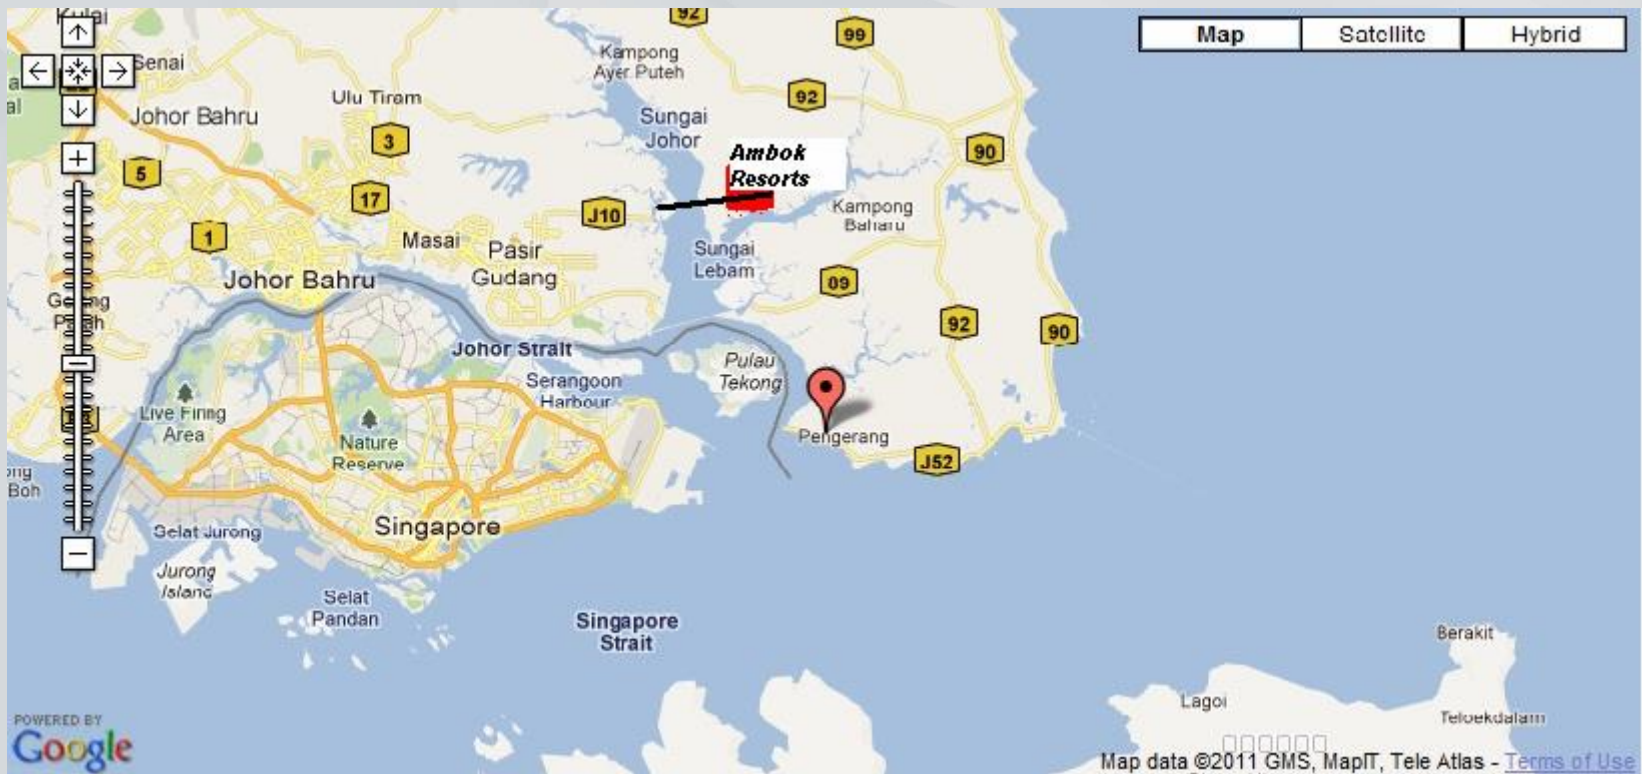 Kulai
92
99
Map
Satellite
Hybrid
Senai
Kampong
Ayer Puteh
Ulu Tiram
92
Johor Bahru
Sungai
Johor
3
90
Ambok
Resorts
5
17
J10
Kampong
Baharu
1
Masai
Pasir
Gudang
Sungai
Lebam
Johor Bahru
09
92
90
Johor Strait
Pulau
Tekong
Serangoon
Harbour
Live Firing
Area
Nature
Reserve
Pengerang
J52
Boh
Singapore
Selat Jurong
Jurong
Island
Selat
Pandan
Singapore
Strait
Berakit
Lagoi
Teloekdalam
POWERED BY
Google
Map data ©2011 GMS, MapIT, Tele Atlas - Terms of Use